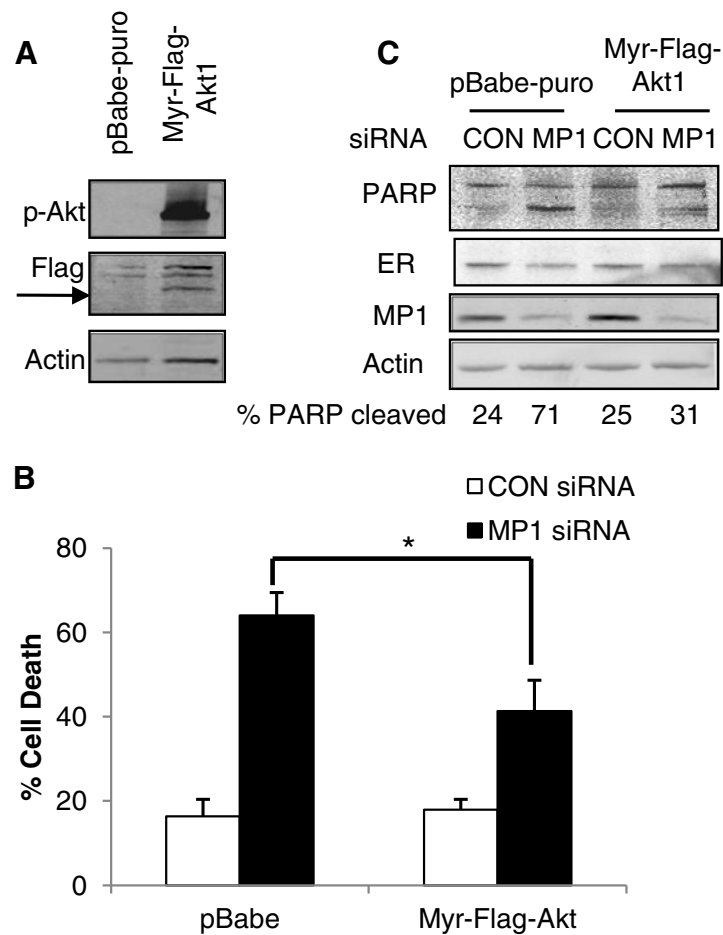 A
pBabe-puro
Myr-Flag-
Akt1
p-Akt
Flag
Actin
C
pBabe-puro
Myr-Flag-
Akt1
siRNA CON MP1 CON MP1
PARP
ER
MP1
Actin
% PARP cleaved 24 71 25 31
B
CON siRNA
MP1 siRNA
*
% Cell Death
80
60
40
20
0
pBabe
Myr-Flag-Akt